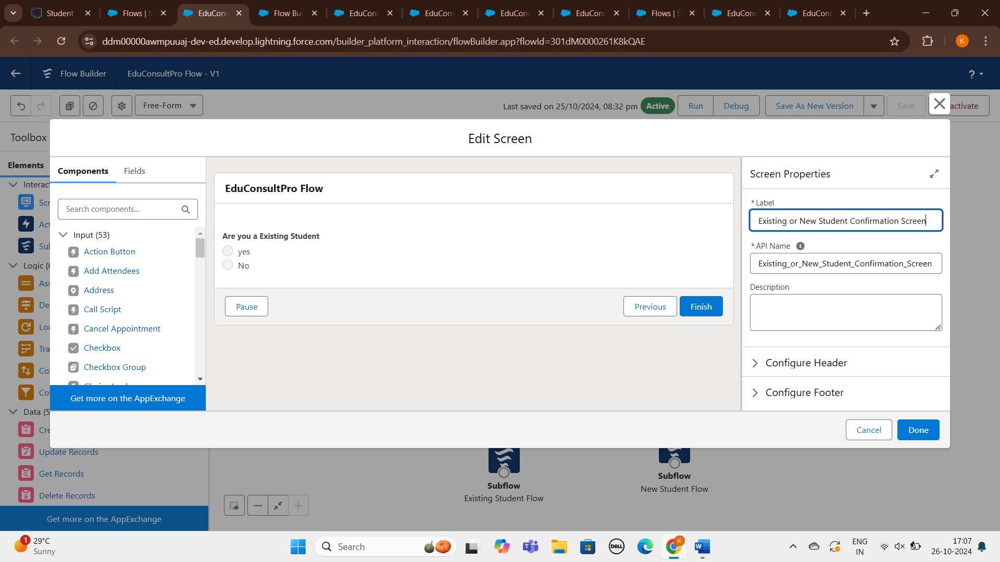 Student
Flows | S
EduCons
Flow Bui
EduCons
EduCons
EduCons
EduCons
Flows | S
EduCons
EduCons
ddm00000awmpuuaj-dev-ed.develop.lightning.force.com/builder_platform_interaction/flowBuilder.app?flowId=301dM0000261K8kQAE
K
Flow Builder
EduConsultPro Flow - V1
?
Free-Form
Last saved on 25/10/2024, 08:32 pm
Active
Run
Debug
Save As New Version
Save
activate
Toolbox
Edit Screen
Elements
Components
Fields
EduConsultPro Flow
Screen Properties
Interac
Scr
Act
Sub
Logic (6
Ass
De
Loo
Tra
Co
Co
Data (5
Cre
Update Records
Get Records
Delete Records
Get more on the AppExchange
Search components...
Input (53)
Action Button
Add Attendees
Address
Call Script
Cancel Appointment
Checkbox
Checkbox Group
Get more on the AppExchange
Are you a Existing Student
yes
No
Pause
Previous
Finish
* Label
Existing or New Student Confirmation Screen
* API Name
Existing_or_New_Student_Confirmation_Screen
Description
Configure Header
Configure Footer
Cancel
Done
Subflow
Existing Student Flow
Subflow
New Student Flow
1
29°C
Sunny
Search
DELL
K
ENG
IN
17:07
26-10-2024